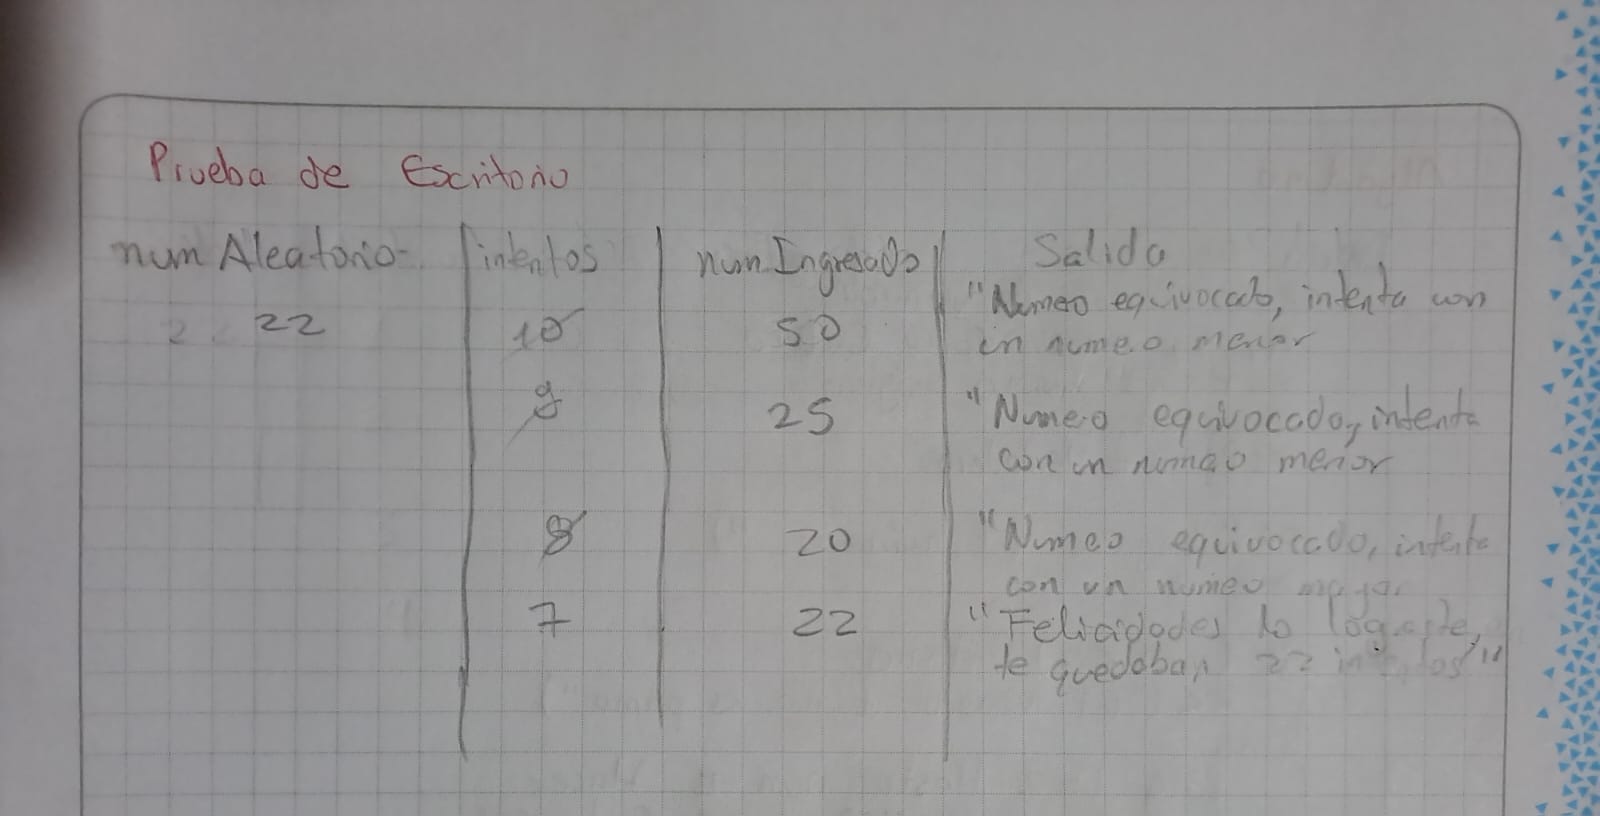 Prueba de Escritorio
num Aleatorio intentos num Ingresado Salida
"Numero equivocado, intenta con
22 10 50 un numero menor
9 25 "Numero equivocado, intenta
con un numero menor
8 20 "Numero equivocado, intenta
con un numero mayor
7 22 "Felicidades lo lograste,
te quedaban 22 intentos"